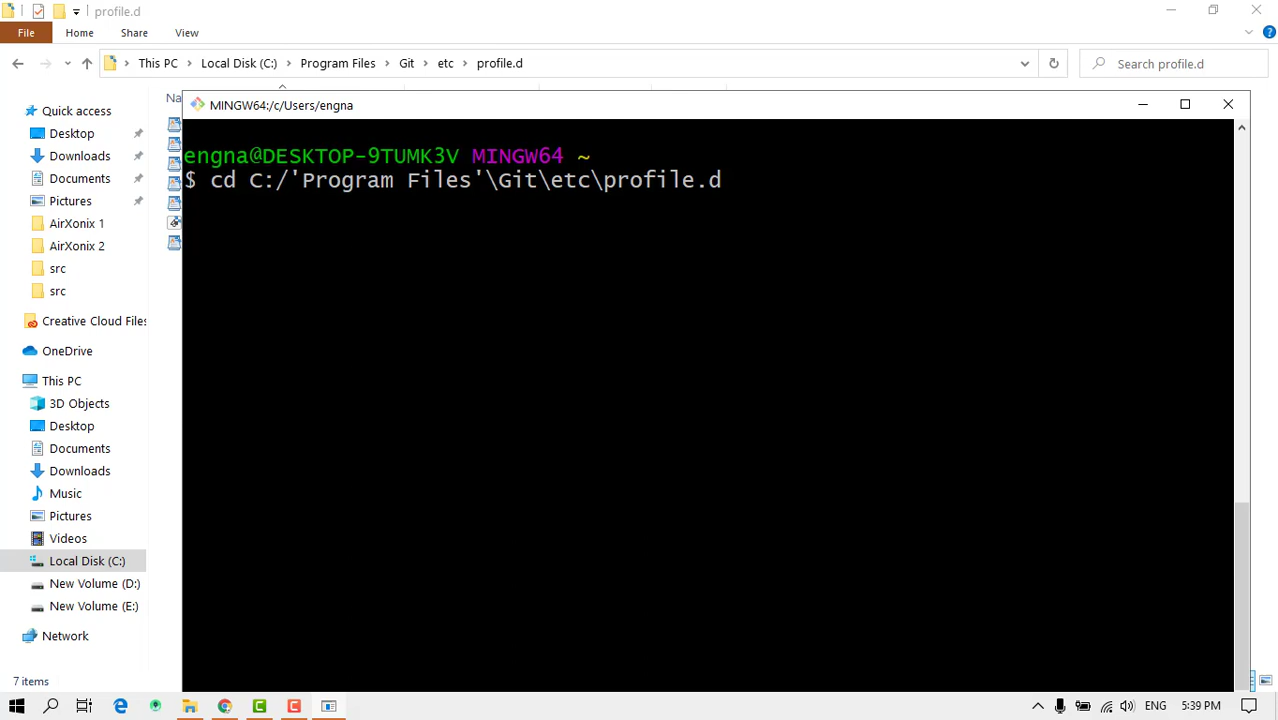 profile.d
File
Home
Share
View
This PC
Local Disk (C:)
Program Files
Git
etc
profile.d
Search profile.d
Na
MINGW64:/c/Users/engna
engna@DESKTOP-9TUMK3V MINGW64 ~
$ cd C:/'Program Files'\Git\etc\profile.d
Quick access
Desktop
Downloads
Documents
Pictures
AirXonix 1
AirXonix 2
src
src
Creative Cloud Files
OneDrive
This PC
3D Objects
Desktop
Documents
Downloads
Music
Pictures
Videos
Local Disk (C:)
New Volume (D:)
New Volume (E:)
Network
7 items
ENG
5:39 PM